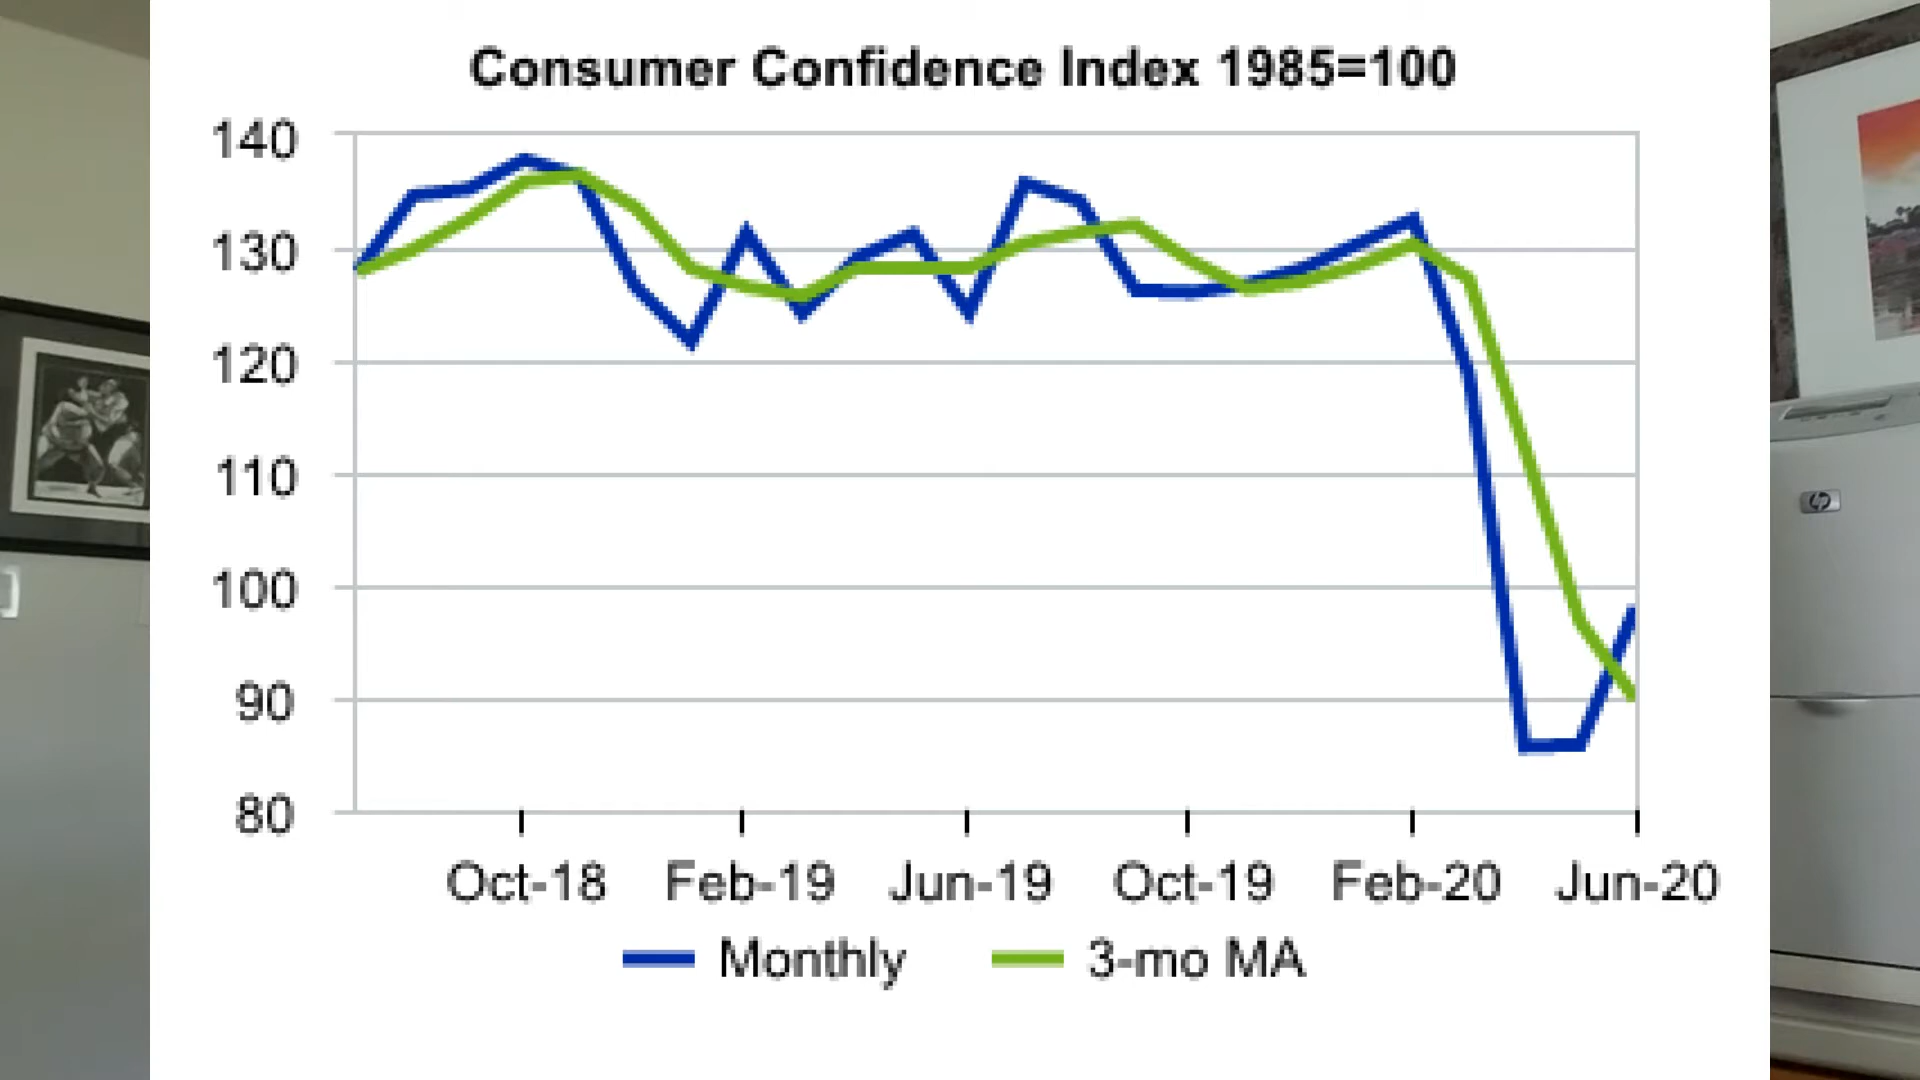 Consumer Confidence Index 1985=100
140
130
120
110
100
90
80
Oct-18 Feb-19 Jun-19 Oct-19 Feb-20 Jun-20
Monthly 3-mo MA
hp